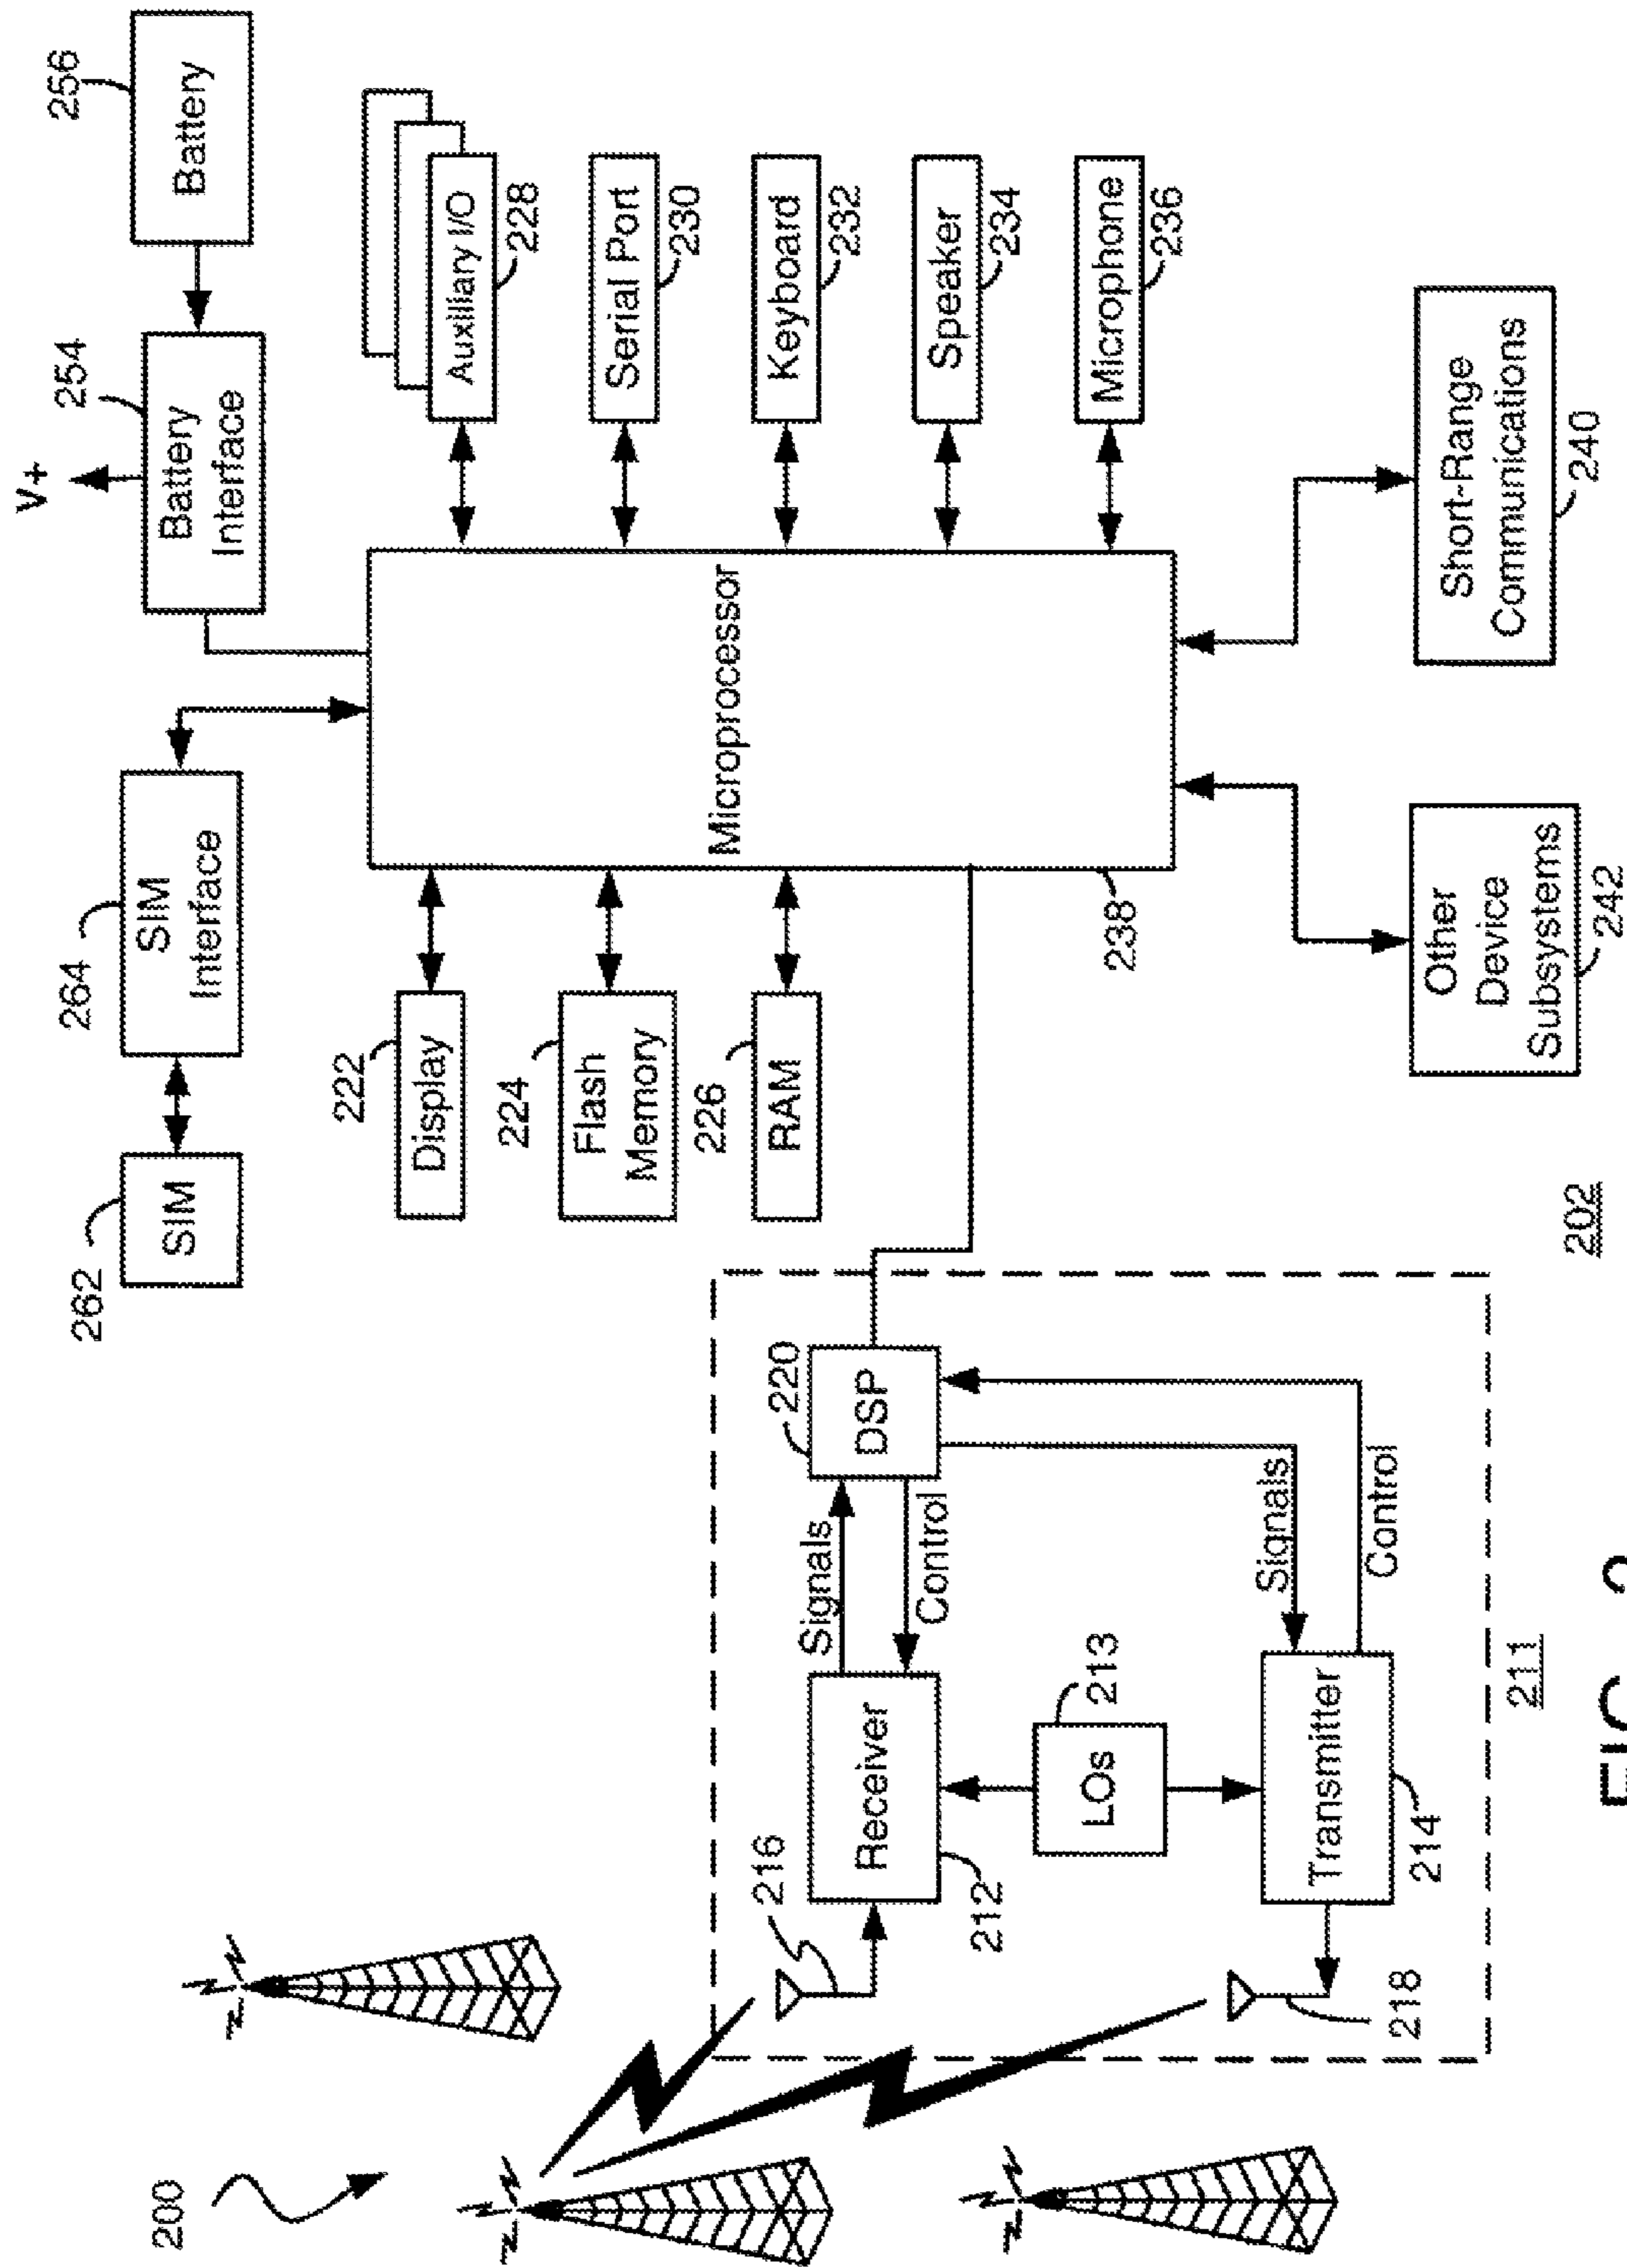 200
262
SIM
264
SIM
Interface
V+
254
Battery
Interface
256
Battery
222
Display
224
Flash
Memory
226
RAM
Microprocessor
238
Auxiliary I/O
228
Serial Port
230
Keyboard
232
Speaker
234
Microphone
236
216
Receiver
212
Signals
Control
220
DSP
213
LOs
218
Transmitter
214
Signals
Control
211
202
Other
Device
Subsystems
242
Short-Range
Communications
240
FIG